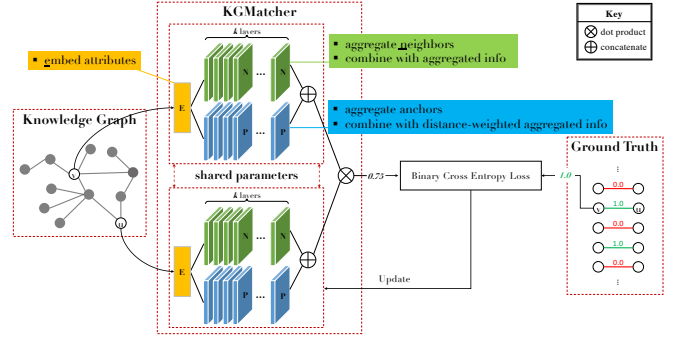 KGMatcher
Key
dot product
concatenate
k layers
▪ aggregate neighbors
▪ combine with aggregated info
▪ embed attributes
N ... N
E
P ... P
▪ aggregate anchors
▪ combine with distance-weighted aggregated info
Knowledge Graph
v
u
shared parameters
k layers
0.75
Binary Cross Entropy Loss
1.0
Ground Truth
...
0.0
v 1.0 u
0.0
1.0
0.0
...
N ... N
E
P ... P
Update